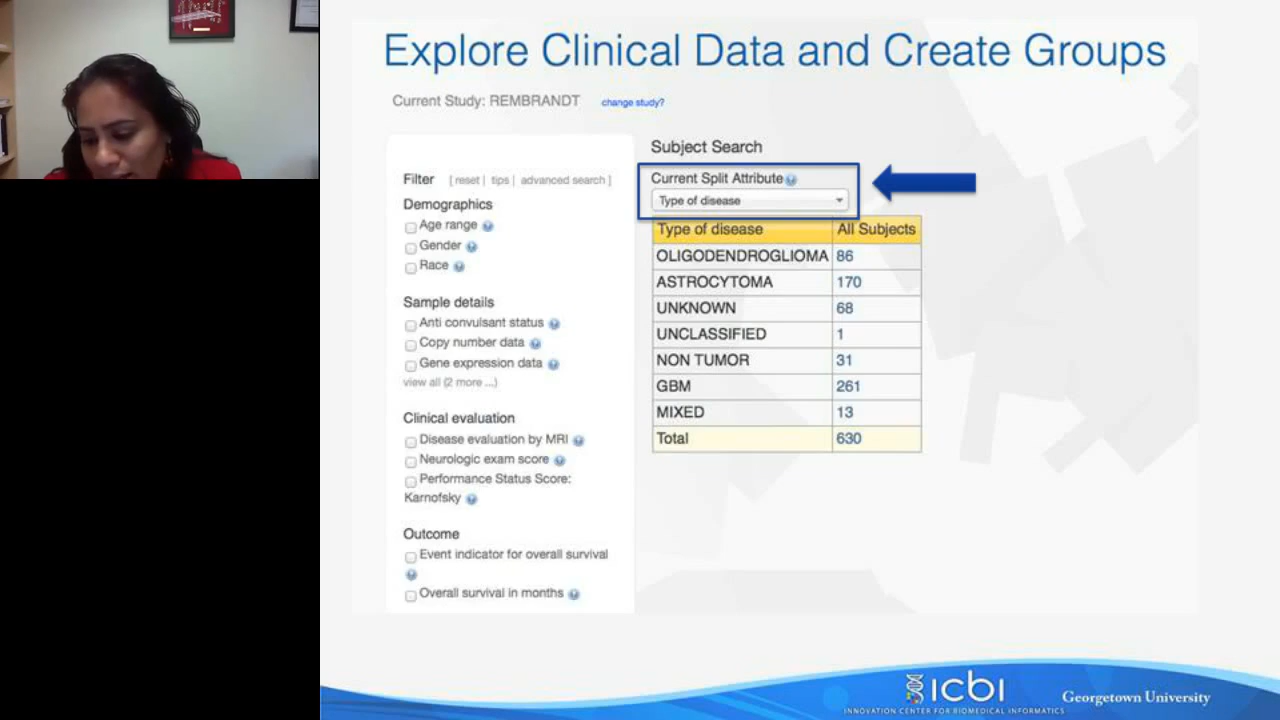 Explore Clinical Data and Create Groups
Current Study: REMBRANDT change study?
Filter [ reset | tips | advanced search ]
Demographics
Age range
Gender
Race
Sample details
Anti convulsant status
Copy number data
Gene expression data
view all (2 more ...)
Clinical evaluation
Disease evaluation by MRI
Neurologic exam score
Performance Status Score:
Karnofsky
Outcome
Event indicator for overall survival
Overall survival in months
Subject Search
Current Split Attribute
Type of disease
Type of disease All Subjects
OLIGODENDROGLIOMA 86
ASTROCYTOMA 170
UNKNOWN 68
UNCLASSIFIED 1
NON TUMOR 31
GBM 261
MIXED 13
Total 630
icbi
INNOVATION CENTER FOR BIOMEDICAL INFORMATICS
Georgetown University